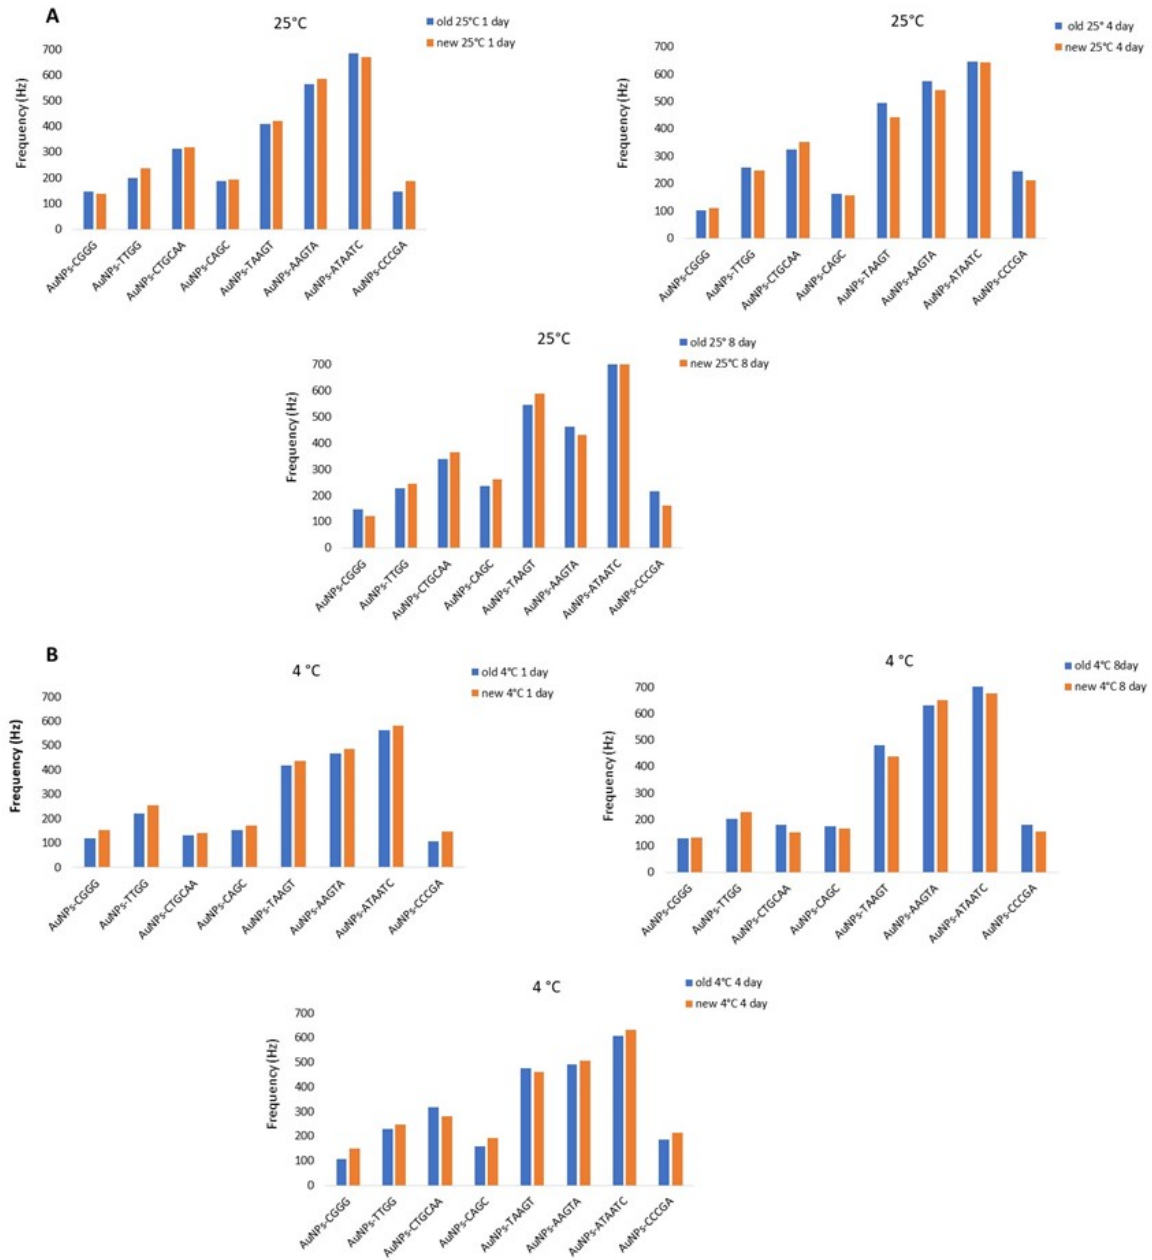 A
25°C
old 25°C 1 day
new 25°C 1 day
Frequency (Hz)
700
600
500
400
300
200
100
0
AuNPs-CGGG
AuNPs-TTGG
AuNPs-CTGCAA
AuNPs-CAGC
AuNPs-TAAGT
AuNPs-AAGTA
AuNPs-ATAATC
AuNPs-CCCGA
25°C
old 25° 4 day
new 25°C 4 day
Frequency (Hz)
700
600
500
400
300
200
100
0
AuNPs-CGGG
AuNPs-TTGG
AuNPs-CTGCAA
AuNPs-CAGC
AuNPs-TAAGT
AuNPs-AAGTA
AuNPs-ATAATC
AuNPs-CCCGA
25°C
old 25° 8 day
new 25°C 8 day
Frequency (Hz)
700
600
500
400
300
200
100
0
AuNPs-CGGG
AuNPs-TTGG
AuNPs-CTGCAA
AuNPs-CAGC
AuNPs-TAAGT
AuNPs-AAGTA
AuNPs-ATAATC
AuNPs-CCCGA
B
4 °C
old 4°C 1 day
new 4°C 1 day
Frequency (Hz)
700
600
500
400
300
200
100
0
AuNPs-CGGG
AuNPs-TTGG
AuNPs-CTGCAA
AuNPs-CAGC
AuNPs-TAAGT
AuNPs-AAGTA
AuNPs-ATAATC
AuNPs-CCCGA
4 °C
old 4°C 8day
new 4°C 8 day
Frequency (Hz)
700
600
500
400
300
200
100
0
AuNPs-CGGG
AuNPs-TTGG
AuNPs-CTGCAA
AuNPs-CAGC
AuNPs-TAAGT
AuNPs-AAGTA
AuNPs-ATAATC
AuNPs-CCCGA
4 °C
old 4°C 4 day
new 4°C 4 day
Frequency (Hz)
700
600
500
400
300
200
100
0
AuNPs-CGGG
AuNPs-TTGG
AuNPs-CTGCAA
AuNPs-CAGC
AuNPs-TAAGT
AuNPs-AAGTA
AuNPs-ATAATC
AuNPs-CCCGA